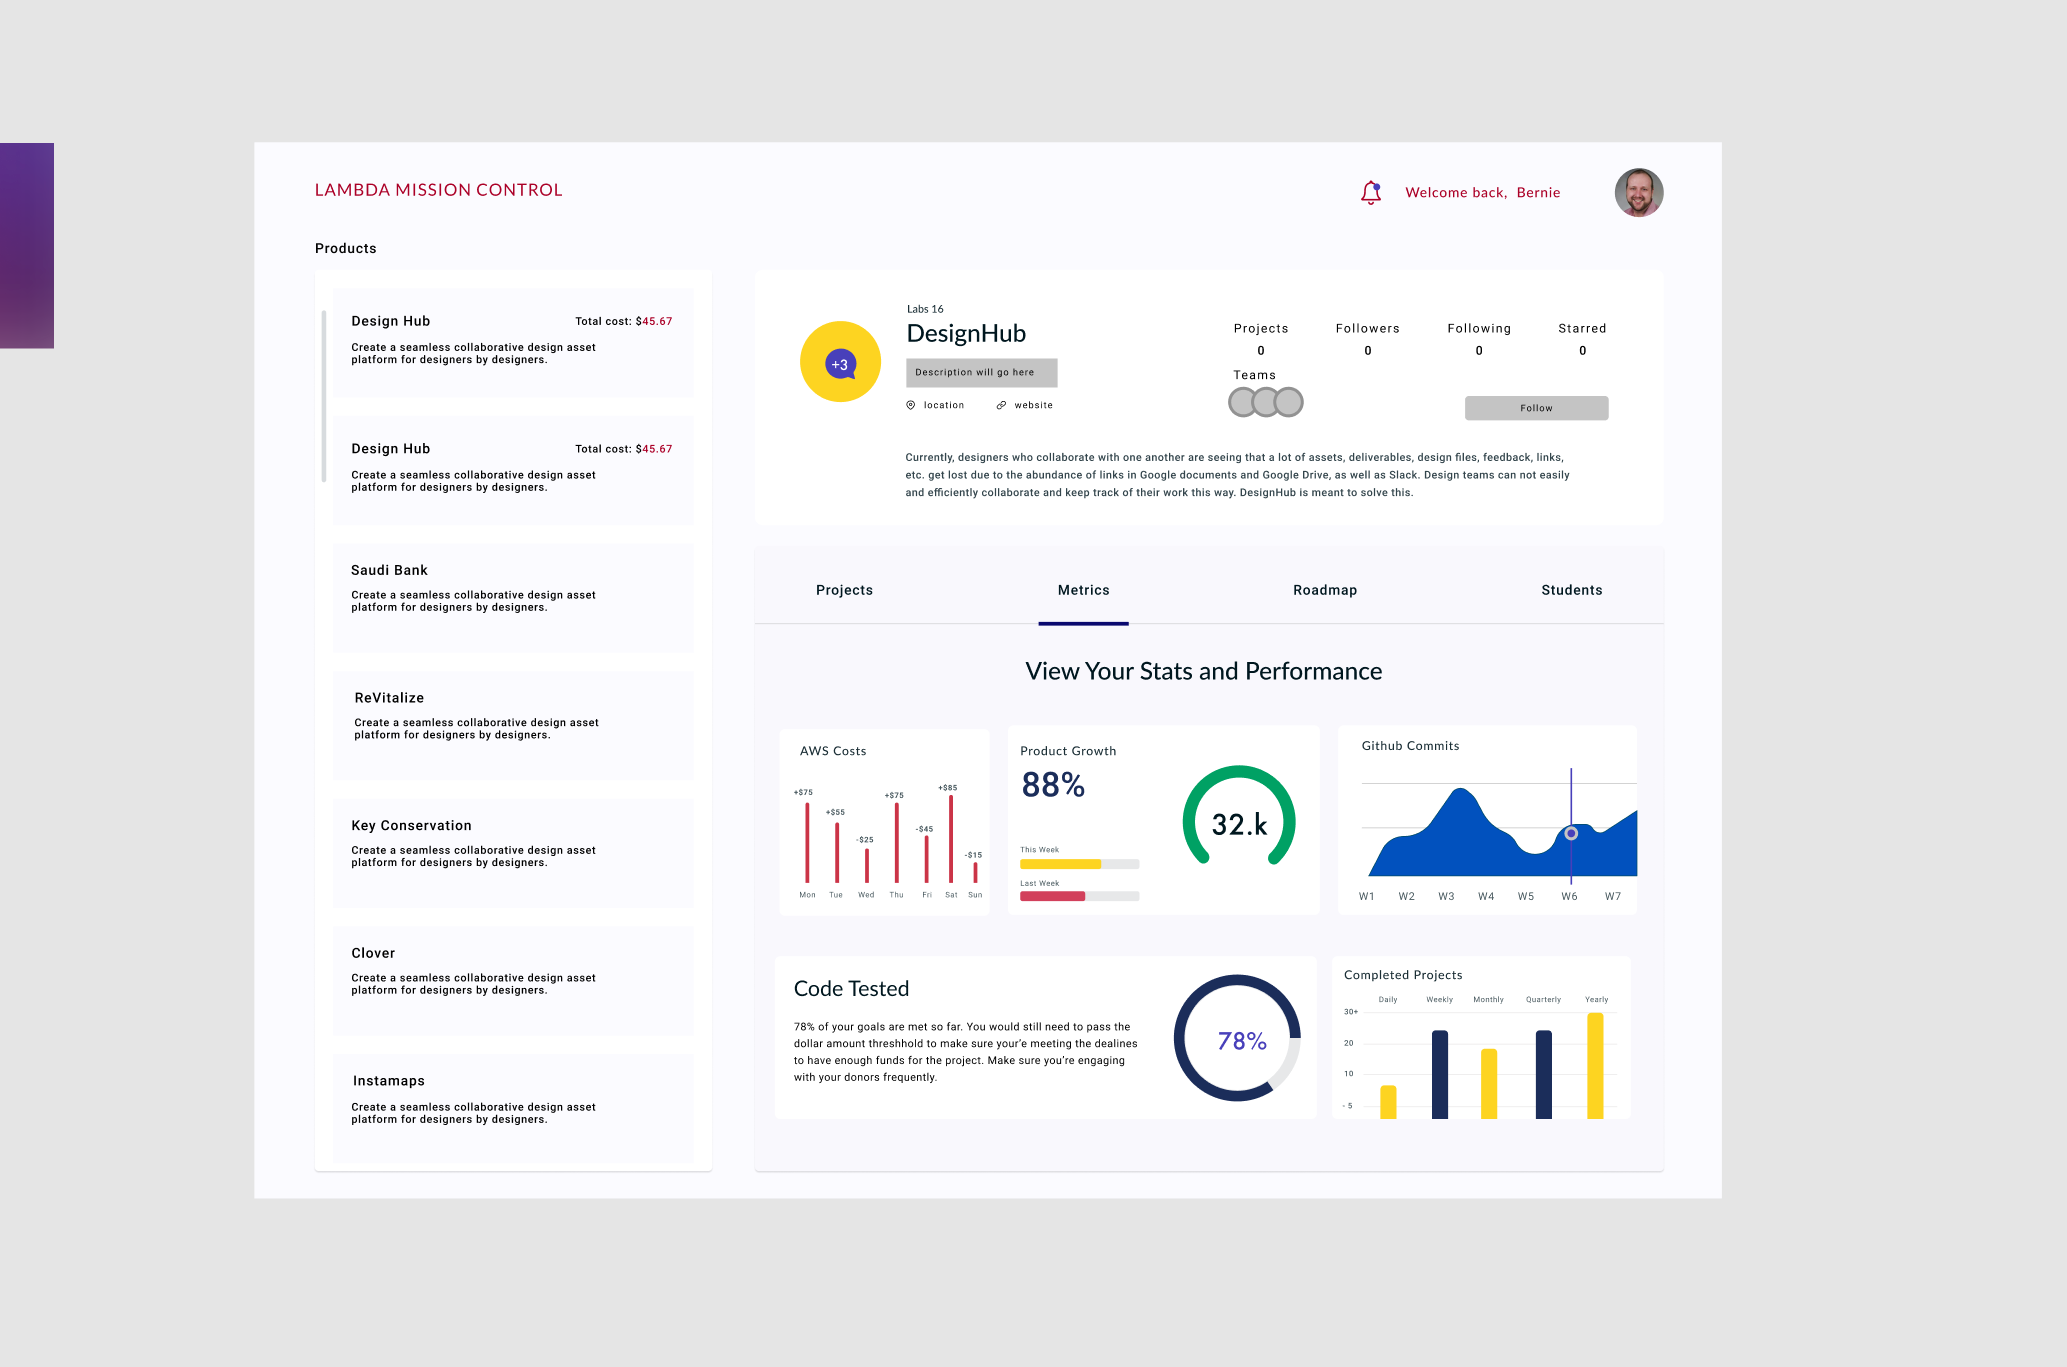 LAMBDA MISSION CONTROL
Welcome back, Bernie
Products
Design Hub
Total cost: $45.67
Create a seamless collaborative design asset
platform for designers by designers.
Design Hub
Total cost: $45.67
Create a seamless collaborative design asset
platform for designers by designers.
Saudi Bank
Create a seamless collaborative design asset
platform for designers by designers.
ReVitalize
Create a seamless collaborative design asset
platform for designers by designers.
Key Conservation
Create a seamless collaborative design asset
platform for designers by designers.
Clover
Create a seamless collaborative design asset
platform for designers by designers.
Instamaps
Create a seamless collaborative design asset
platform for designers by designers.
+3
Labs 16
DesignHub
Description will go here
location
website
Projects Followers Following Starred
0 0 0 0
Teams
Follow
Currently, designers who collaborate with one another are seeing that a lot of assets, deliverables, design files, feedback, links,
etc. get lost due to the abundance of links in Google documents and Google Drive, as well as Slack. Design teams can not easily
and efficiently collaborate and keep track of their work this way. DesignHub is meant to solve this.
Projects Metrics Roadmap Students
View Your Stats and Performance
AWS Costs
+$75 +$55 -$25 +$75 -$45 +$85 -$15
Mon Tue Wed Thu Fri Sat Sun
Product Growth
88%
32.k
This Week
Last Week
Github Commits
W1 W2 W3 W4 W5 W6 W7
Code Tested
78% of your goals are met so far. You would still need to pass the
dollar amount threshhold to make sure your'e meeting the dealines
to have enough funds for the project. Make sure you're engaging
with your donors frequently.
78%
Completed Projects
Daily Weekly Monthly Quarterly Yearly
30+
20
10
- 5